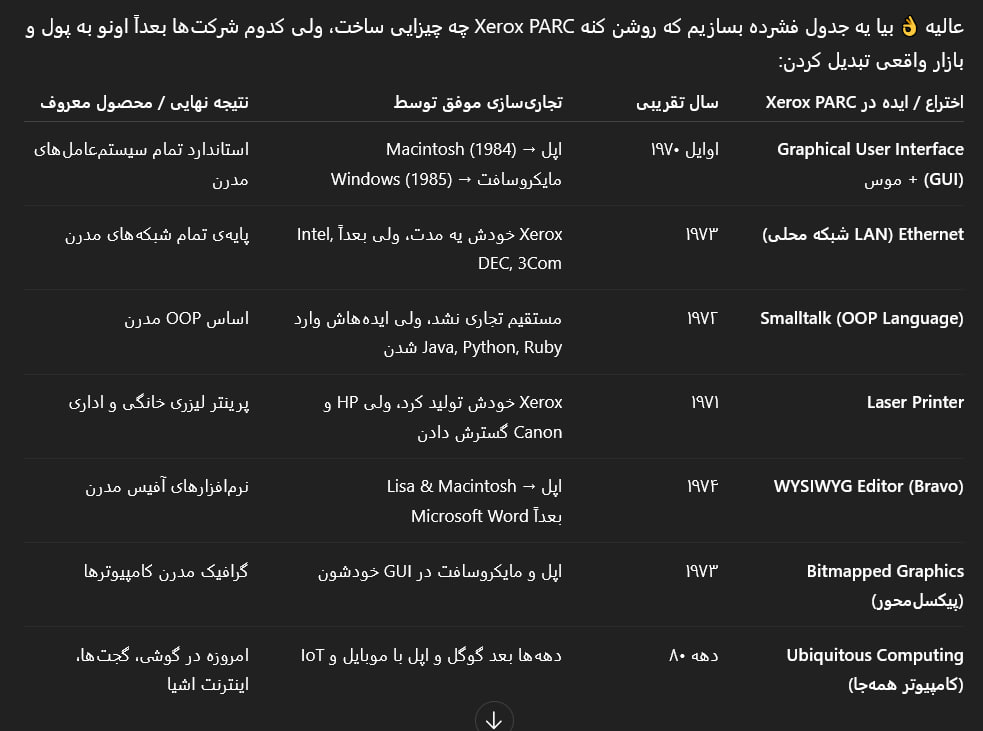 عالیه 👌 بیا یه جدول فشرده بسازیم که روشن کنه Xerox PARC چه چیزایی ساخت، ولی کدوم شرکت‌ها بعداً اونو به پول و
بازار واقعی تبدیل کردن:
اختراع / ایده در Xerox PARC سال تقریبی تجاری‌سازی موفق توسط نتیجه نهایی / محصول معروف
Graphical User Interface اوایل ۱۹۷۰ اپل → Macintosh (1984) استاندارد تمام سیستم‌عامل‌های
(GUI) + موس مایکروسافت → Windows (1985) مدرن
Ethernet (LAN شبکه محلی) ۱۹۷۳ Xerox خودش یه مدت، ولی بعداً Intel, پایه‌ی تمام شبکه‌های مدرن
DEC, 3Com
Smalltalk (OOP Language) ۱۹۷۲ مستقیم تجاری نشد، ولی ایده‌هاش وارد اساس OOP مدرن
Java, Python, Ruby شدن
Laser Printer ۱۹۷۱ Xerox خودش تولید کرد، ولی HP و پرینتر لیزری خانگی و اداری
Canon گسترش دادن
WYSIWYG Editor (Bravo) ۱۹۷۴ اپل → Lisa & Macintosh نرم‌افزارهای آفیس مدرن
بعداً Microsoft Word
Bitmapped Graphics ۱۹۷۳ اپل و مایکروسافت در GUI خودشون گرافیک مدرن کامپیوترها
(پیکسل‌محور)
Ubiquitous Computing دهه ۸۰ دهه‌ها بعد گوگل و اپل با موبایل و IoT امروزه در گوشی، گجت‌ها،
(کامپیوتر همه‌جا) اینترنت اشیا